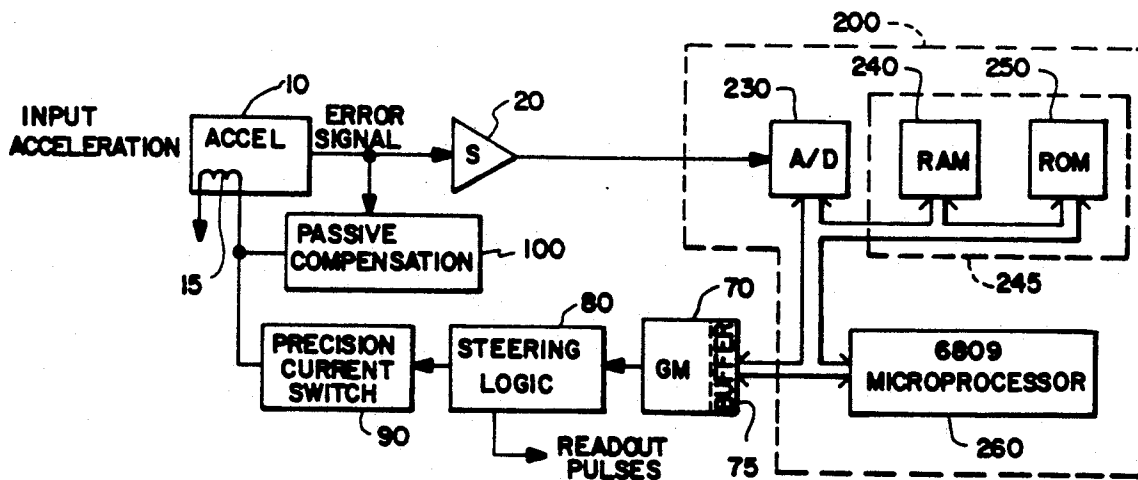 200
10
20
230
240
250
INPUT
ACCELERATION
ACCEL
ERROR
SIGNAL
S
A/D
RAM
ROM
15
PASSIVE
COMPENSATION
100
245
80
70
PRECISION
CURRENT
SWITCH
STEERING
LOGIC
GM
BUFFER
6809
MICROPROCESSOR
90
READOUT
PULSES
75
260